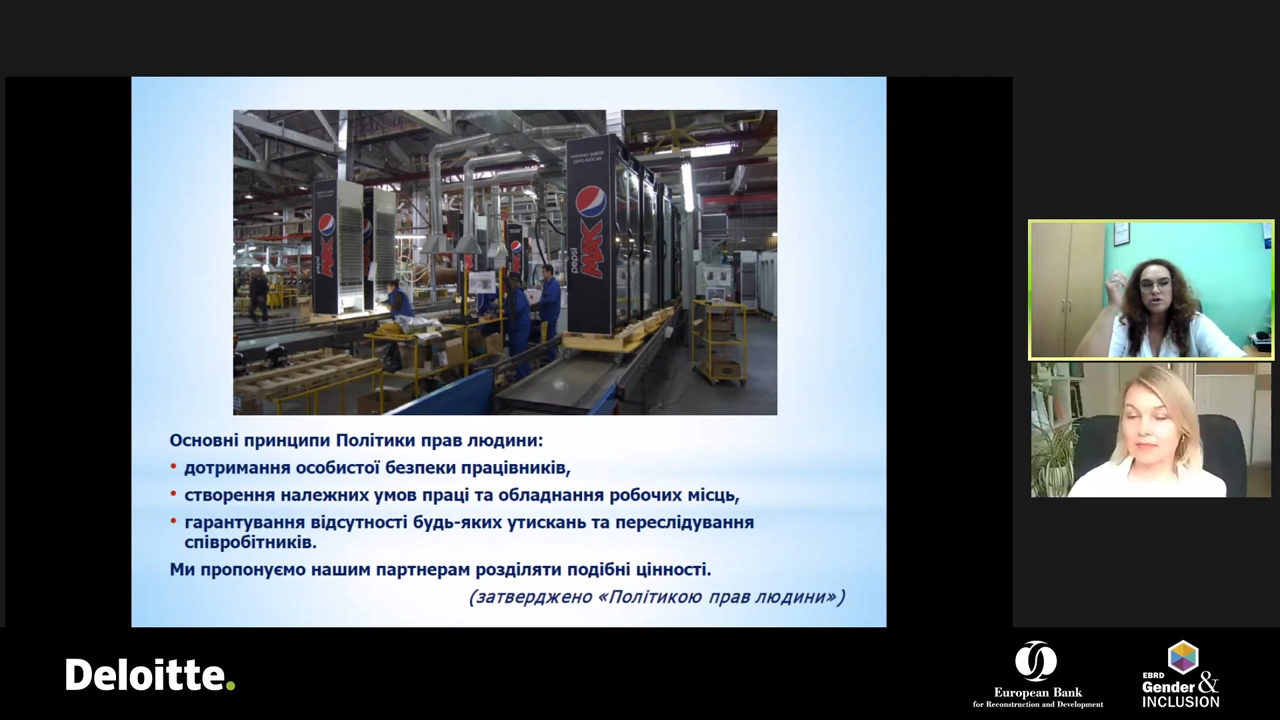 pepsi
MAX
pepsi
MAX
Основні принципи Політики прав людини:
• дотримання особистої безпеки працівників,
• створення належних умов праці та обладнання робочих місць,
• гарантування відсутності будь-яких утискань та переслідування
співробітників.
Ми пропонуємо нашим партнерам розділяти подібні цінності.
(затверджено «Політикою прав людини»)
Deloitte.
European Bank
for Reconstruction and Development
EBRD
Gender &
INCLUSION